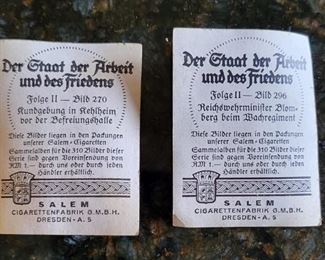 Der Staat der Arbeit
und des Friedens
Folge II — Bild 270
Kundgebung in Kehlheim
vor der Befreiungshalle
Diese Bilder liegen in den Packungen
unserer Salem-Cigaretten
Sammelalben für die 310 Bilder dieser
Serie sind gegen Voreinsendung von
RM 1.— durch uns oder durch jeden
Händler erhältlich.
SALEM
CIGARETTENFABRIK G.M.B.H.
DRESDEN-A. 5
Der Staat der Arbeit
und des Friedens
Folge II — Bild 296
Reichswehrminister Blom-
berg beim Wachregiment
Diese Bilder liegen in den Packungen
unserer Salem-Cigaretten
Sammelalben für die 310 Bilder dieser
Serie sind gegen Voreinsendung von
RM 1.— durch uns oder durch jeden
Händler erhältlich.
SALEM
CIGARETTENFABRIK G.M.B.H.
DRESDEN-A. 5